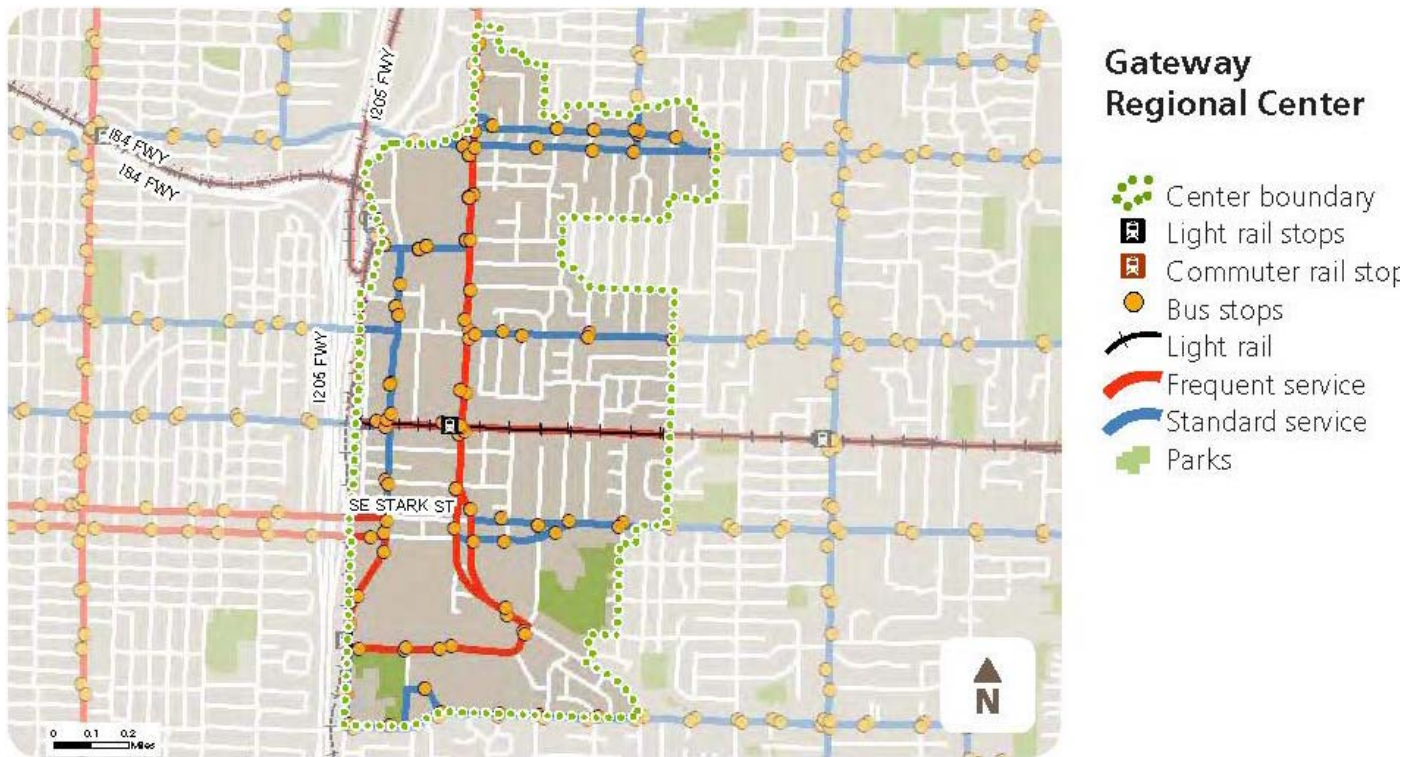 Gateway
Regional Center
Center boundary
Light rail stops
Commuter rail stop
Bus stops
Light rail
Frequent service
Standard service
Parks
I205 FWY
I84 FWY
I84 FWY
I205 FWY
SE STARK ST
N
0 0.1 0.2
Miles